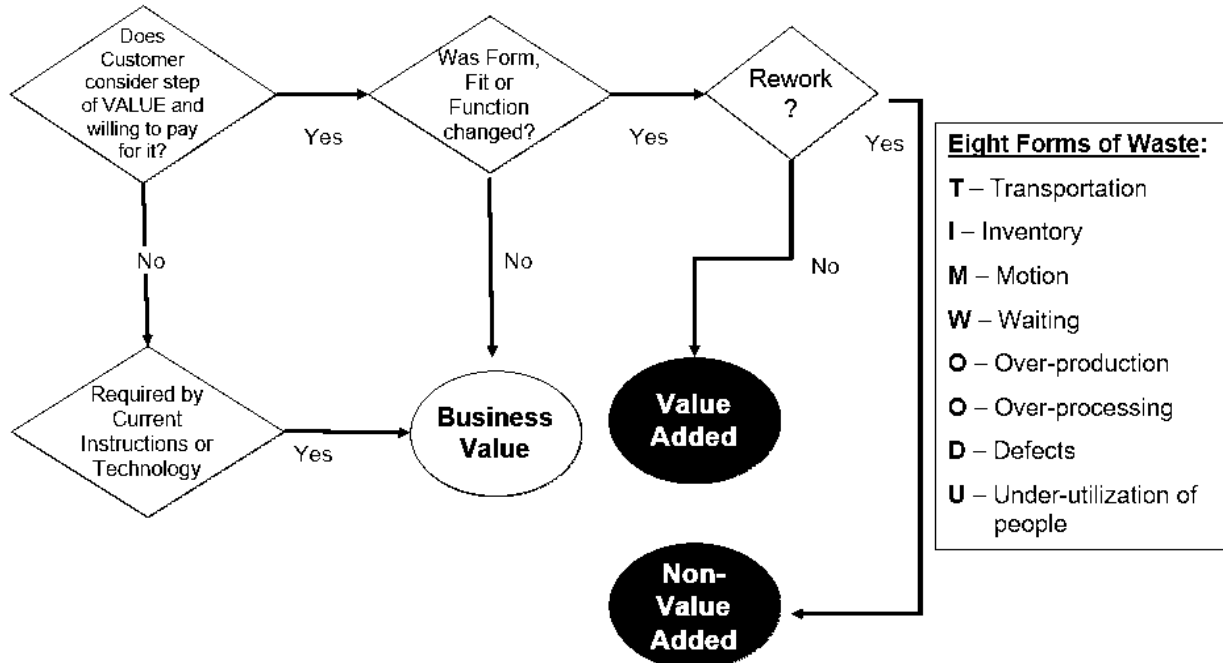 Does
Customer
consider step
of VALUE and
willing to pay
for it?
Yes
Was Form,
Fit or
Function
changed?
Yes
Rework
?
Yes
No
No
No
Required by
Current
Instructions or
Technology
Yes
Business
Value
Value
Added
Non-
Value
Added
Eight Forms of Waste:
T – Transportation
I – Inventory
M – Motion
W – Waiting
O – Over-production
O – Over-processing
D – Defects
U – Under-utilization of
people